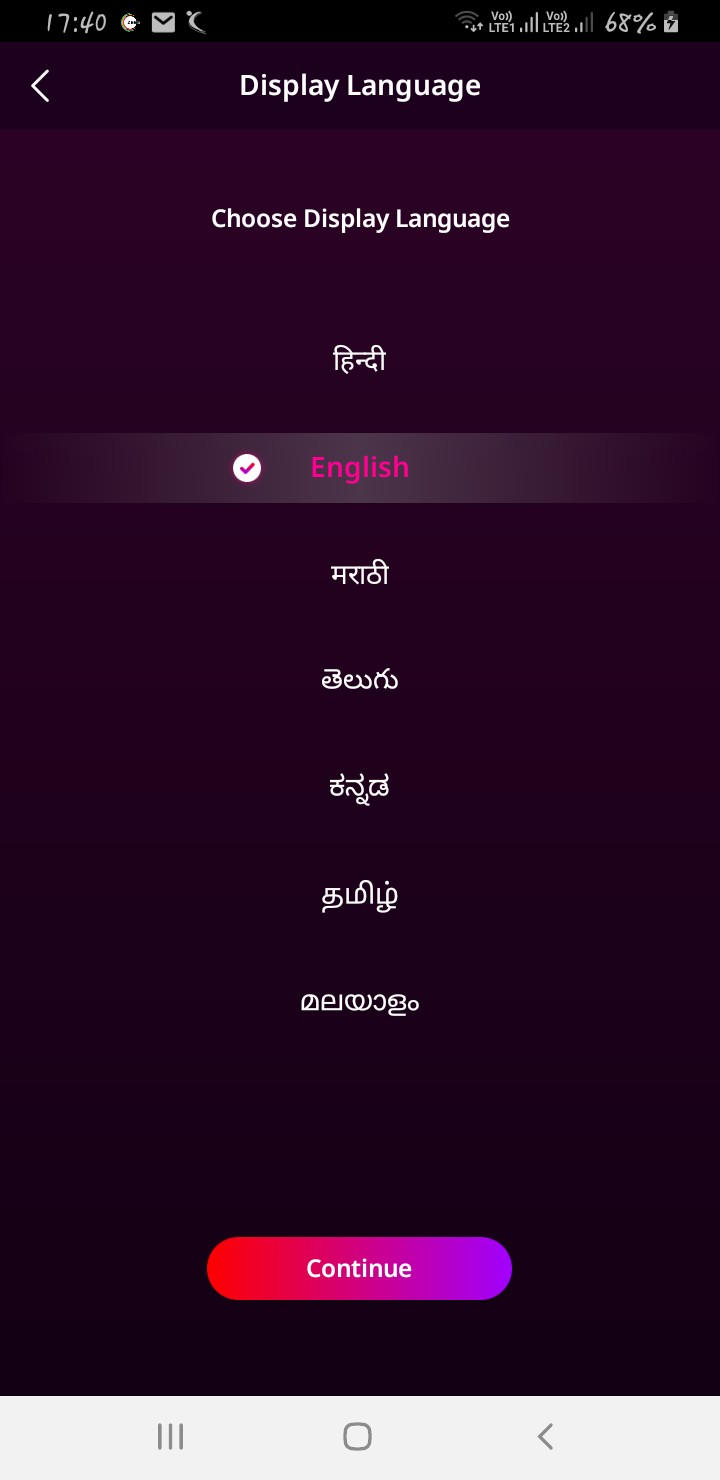 17:40 Vo) LTE1 Vo) LTE2 68%
Display Language
Choose Display Language
हिन्दी
English
मराठी
తెలుగు
ಕನ್ನಡ
தமிழ்
മലയാളം
Continue